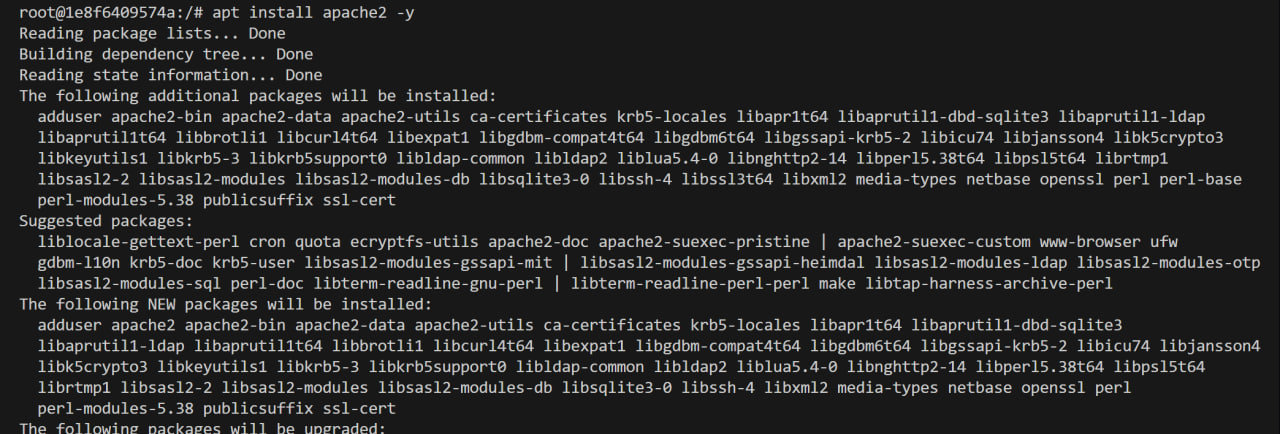 root@1e8f6409574a:/# apt install apache2 -y
Reading package lists... Done
Building dependency tree... Done
Reading state information... Done
The following additional packages will be installed:
adduser apache2-bin apache2-data apache2-utils ca-certificates krb5-locales libapr1t64 libaprutil1-dbd-sqlite3 libaprutil1-ldap
libaprutil1t64 libbrotli1 libcurl4t64 libexpat1 libgdbm-compat4t64 libgdbm6t64 libgssapi-krb5-2 libicu74 libjansson4 libk5crypto3
libkeyutils1 libkrb5-3 libkrb5support0 libldap-common libldap2 liblua5.4-0 libnghttp2-14 libperl5.38t64 libpsl5t64 librtmp1
libsasl2-2 libsasl2-modules libsasl2-modules-db libsqlite3-0 libssh-4 libssl3t64 libxml2 media-types netbase openssl perl perl-base
perl-modules-5.38 publicsuffix ssl-cert
Suggested packages:
liblocale-gettext-perl cron quota ecryptfs-utils apache2-doc apache2-suexec-pristine | apache2-suexec-custom www-browser ufw
gdbm-l10n krb5-doc krb5-user libsasl2-modules-gssapi-mit | libsasl2-modules-gssapi-heimdal libsasl2-modules-ldap libsasl2-modules-otp
libsasl2-modules-sql perl-doc libterm-readline-gnu-perl | libterm-readline-perl-perl make libtap-harness-archive-perl
The following NEW packages will be installed:
adduser apache2 apache2-bin apache2-data apache2-utils ca-certificates krb5-locales libapr1t64 libaprutil1-dbd-sqlite3
libaprutil1-ldap libaprutil1t64 libbrotli1 libcurl4t64 libexpat1 libgdbm-compat4t64 libgdbm6t64 libgssapi-krb5-2 libicu74 libjansson4
libk5crypto3 libkeyutils1 libkrb5-3 libkrb5support0 libldap-common libldap2 liblua5.4-0 libnghttp2-14 libperl5.38t64 libpsl5t64
librtmp1 libsasl2-2 libsasl2-modules libsasl2-modules-db libsqlite3-0 libssh-4 libxml2 media-types netbase openssl perl
perl-modules-5.38 publicsuffix ssl-cert
The following packages will be upgraded: